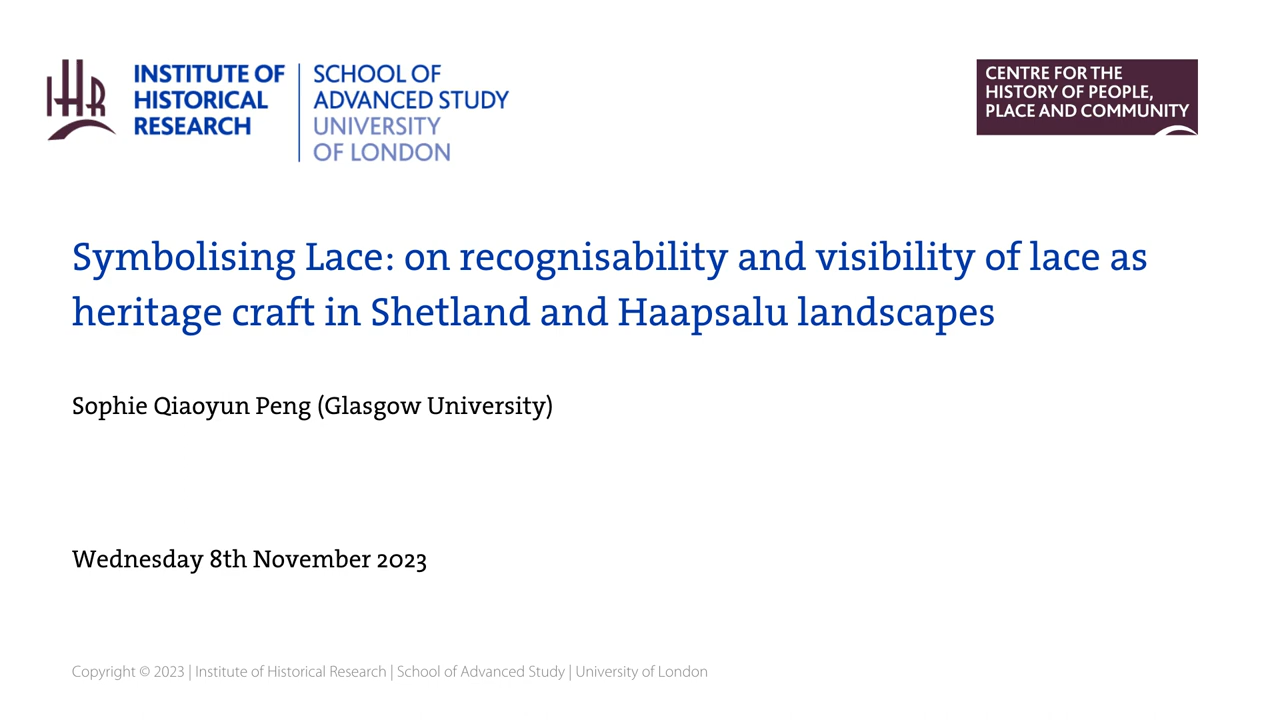 IHR
INSTITUTE OF
HISTORICAL
RESEARCH
SCHOOL OF
ADVANCED STUDY
UNIVERSITY
OF LONDON
CENTRE FOR THE
HISTORY OF PEOPLE,
PLACE AND COMMUNITY
Symbolising Lace: on recognisability and visibility of lace as
heritage craft in Shetland and Haapsalu landscapes
Sophie Qiaoyun Peng (Glasgow University)
Wednesday 8th November 2023
Copyright © 2023 | Institute of Historical Research | School of Advanced Study | University of London